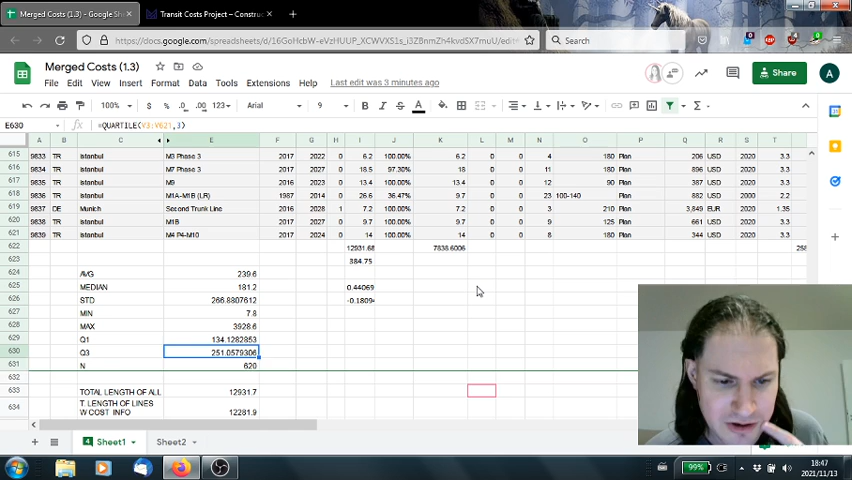 Merged Costs (1.3) - Google Sh
Transit Costs Project – Construc
https://docs.google.com/spreadsheets/d/
Search
Merged Costs (1.3)
Share
A
File Edit View Insert Format Data Tools Extensions Help Last edit was 3 minutes ago
100% $ % .0 .00 123 Arial 9 B I S A
E630 fx =QUARTILE(V3:V621,3)
A B C E F G H I J K L M N O P Q R S T
615 9833 TR Istanbul M3 Phase 3 2017 2022 0 6.2 100.00% 6.2 0 0 4 180 Plan 206 USD 2020 3.3
616 9834 TR Istanbul M7 Phase 3 2017 2022 0 18.5 97.30% 18 0 0 11 180 Plan 896 USD 2020 3.3
617 9835 TR Istanbul M9 2016 2023 0 13.4 100.00% 13.4 0 0 12 90 Plan 387 USD 2020 3.3
618 9836 TR Istanbul M1A-M1B (LR) 1987 2014 0 26.6 36.47% 9.7 0 0 23 100-140 882 USD 2000 2.2
619 9837 DE Munich Second Trunk Line 2018 2028 1 7.2 100.00% 7.2 0 0 3 210 Plan 3,849 EUR 2020 1.35
620 9838 TR Istanbul M1B 2017 2027 0 9.7 100.00% 9.7 0 0 9 125 Plan 661 USD 2020 3.3
621 9839 TR Istanbul M4 P4-M10 2017 2024 0 14 100.00% 14 0 0 8 180 Plan 344 USD 2020 3.3
622 12931.68 7838.6006 258
623 384.75
624 AVG 239.6
625 MEDIAN 181.2 0.44069
626 STD 266.8807612 -0.1809
627 MIN 7.8
628 MAX 3928.6
629 Q1 134.1282853
630 Q3 251.0579306
631 N 620
632
633 TOTAL LENGTH OF ALL 12931.7
T. LENGTH OF LINES
634 W COST INFO 12281.9
4 Sheet1 Sheet2
99% 18:47
2021/11/13